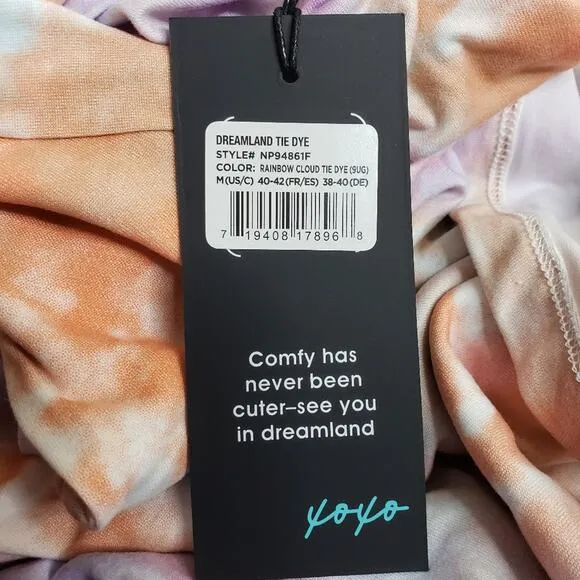 DREAMLAND TIE DYE
STYLE# NP94861F
COLOR: RAINBOW CLOUD TIE DYE (9UG)
M(US/C) 40-42(FR/ES) 38-40(DE)
7 19408 17896 8
Comfy has
never been
cuter–see you
in dreamland
xoxo